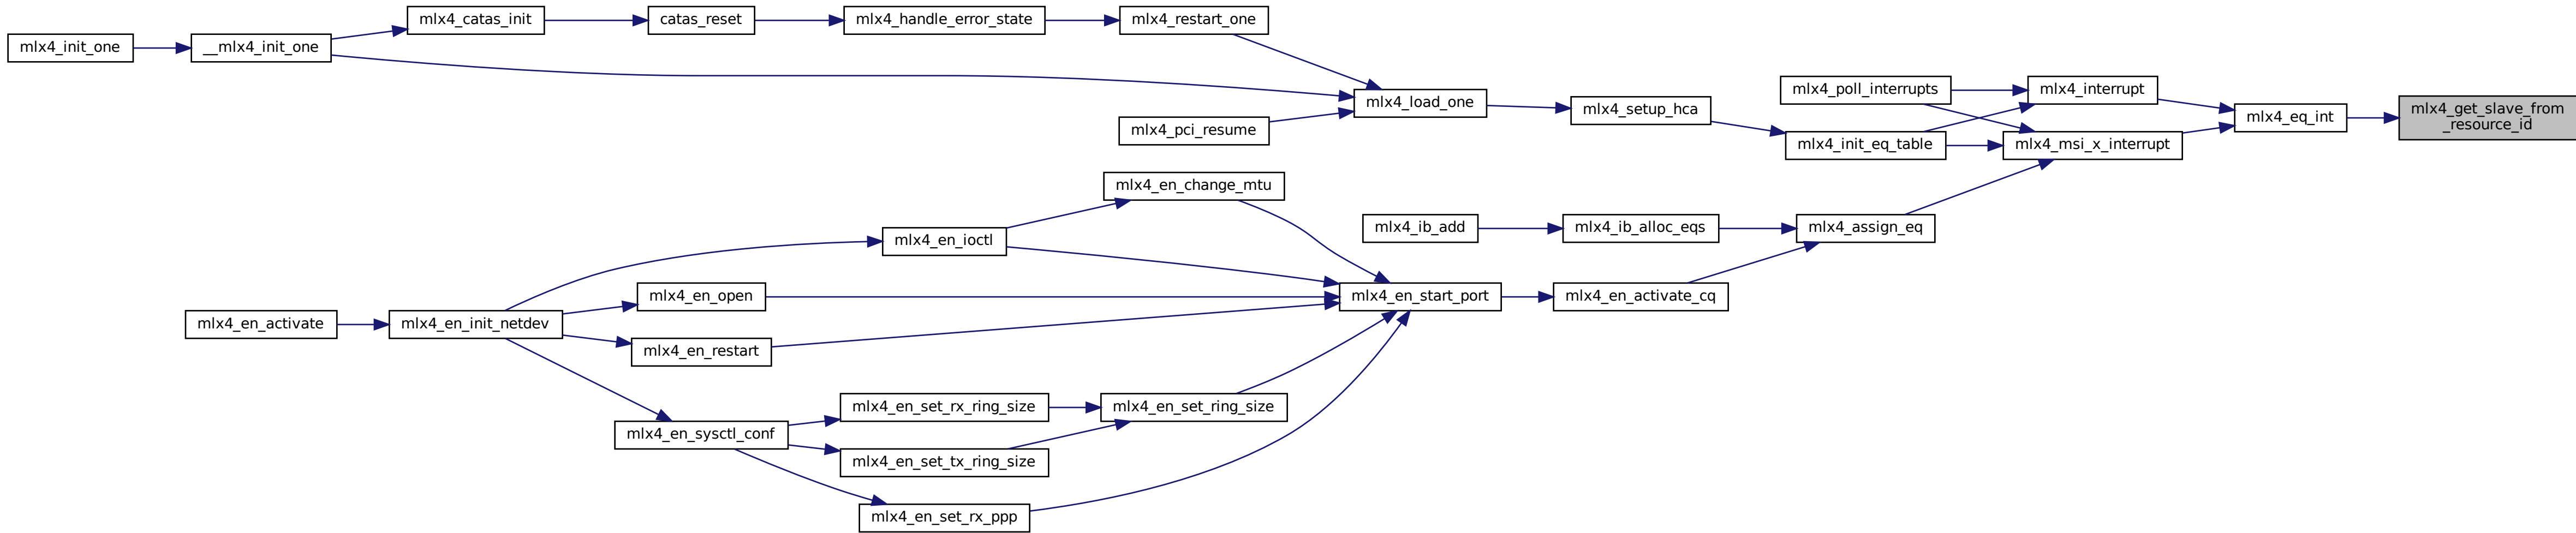 mlx4_catas_init
catas_reset
mlx4_handle_error_state
mlx4_restart_one
mlx4_init_one
__mlx4_init_one
mlx4_load_one
mlx4_pci_resume
mlx4_setup_hca
mlx4_poll_interrupts
mlx4_interrupt
mlx4_init_eq_table
mlx4_msi_x_interrupt
mlx4_eq_int
mlx4_get_slave_from
_resource_id
mlx4_en_change_mtu
mlx4_en_ioctl
mlx4_ib_add
mlx4_ib_alloc_eqs
mlx4_assign_eq
mlx4_en_open
mlx4_en_start_port
mlx4_en_activate_cq
mlx4_en_activate
mlx4_en_init_netdev
mlx4_en_restart
mlx4_en_set_rx_ring_size
mlx4_en_set_ring_size
mlx4_en_sysctl_conf
mlx4_en_set_tx_ring_size
mlx4_en_set_rx_ppp